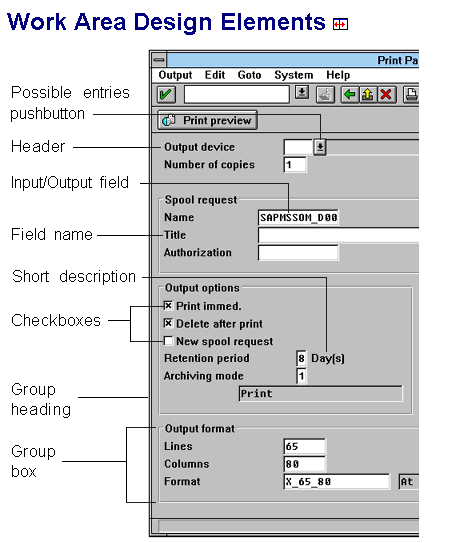 Work Area Design Elements
Possible entries
pushbutton
Header
Input/Output field
Field name
Short description
Checkboxes
Group
heading
Group
box
Print Pa
Output Edit Goto System Help
Print preview
Output device
Number of copies 1
Spool request
Name SAPMSSOM_D00
Title
Authorization
Output options
Print immed.
Delete after print
New spool request
Retention period 8 Day(s)
Archiving mode 1
Print
Output format
Lines 65
Columns 80
Format X_65_80 At